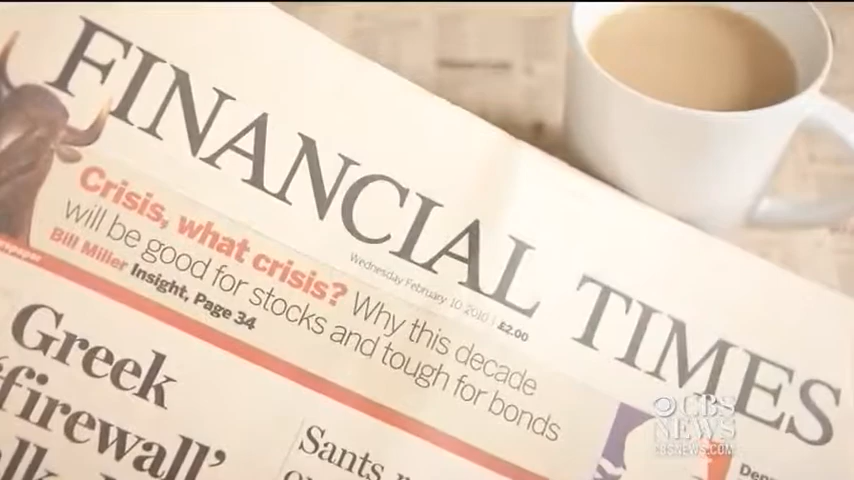 FINANCIAL TIMES
Wednesday February 10 2010 | £2.00
Crisis, what crisis? Why this decade
will be good for stocks and tough for bonds
Bill Miller Insight, Page 34
Greek
'firewall'
Sants
CBS
NEWS
CBSNEWS.COM